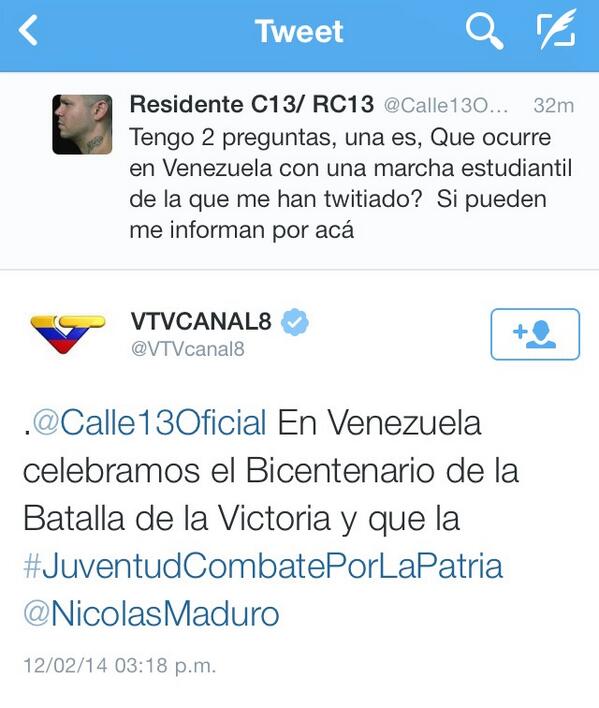 Tweet
Residente C13/ RC13 @Calle13O... 32m
Tengo 2 preguntas, una es, Que ocurre
en Venezuela con una marcha estudiantil
de la que me han twitiado? Si pueden
me informan por acá
VTVCANAL8
@VTVcanal8
.@Calle13Oficial En Venezuela
celebramos el Bicentenario de la
Batalla de la Victoria y que la
#JuventudCombatePorLaPatria
@NicolasMaduro
12/02/14 03:18 p.m.